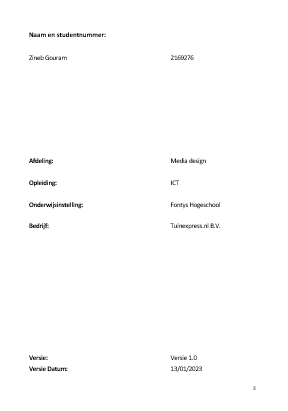 Naam en studentnummer:
Zineb Gouram 2169276
Afdeling: Media design
Opleiding: ICT
Onderwijsinstelling: Fontys Hogeschool
Bedrijf: Tuinexpress.nl B.V.
Versie: Versie 1.0
Versie Datum: 13/01/2023